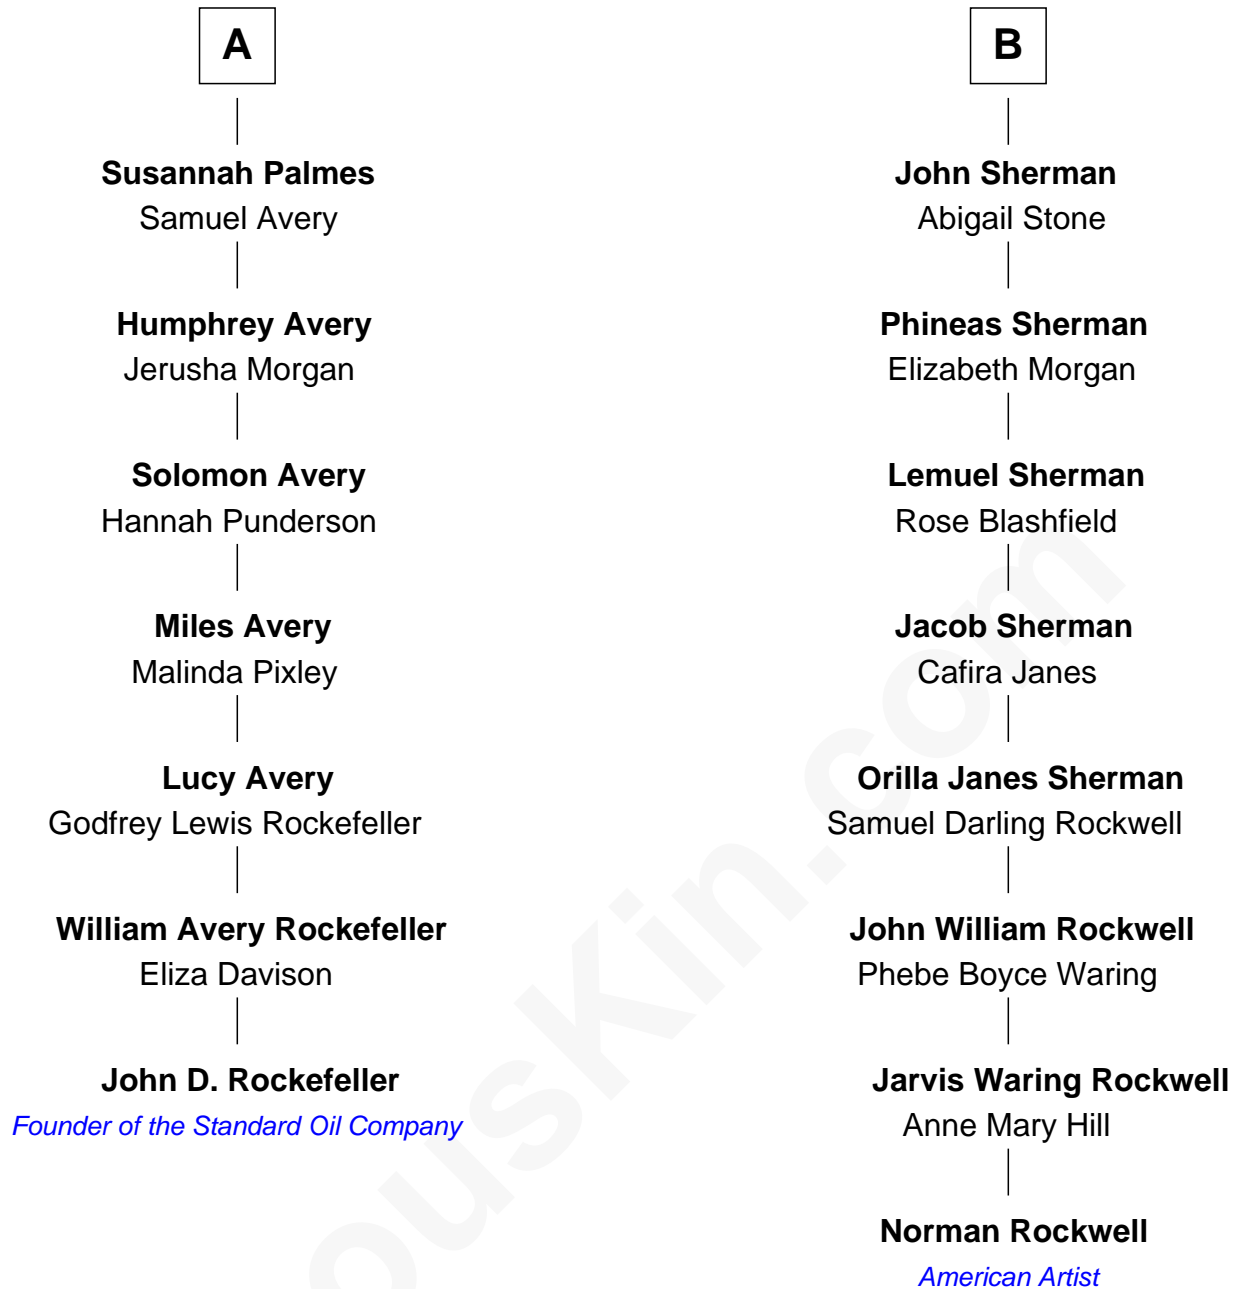 A
Susannah Palmes
Samuel Avery
Humphrey Avery
Jerusha Morgan
Solomon Avery
Hannah Punderson
Miles Avery
Malinda Pixley
Lucy Avery
Godfrey Lewis Rockefeller
William Avery Rockefeller
Eliza Davison
John D. Rockefeller
Founder of the Standard Oil Company
B
John Sherman
Abigail Stone
Phineas Sherman
Elizabeth Morgan
Lemuel Sherman
Rose Blashfield
Jacob Sherman
Cafira Janes
Orilla Janes Sherman
Samuel Darling Rockwell
John William Rockwell
Phebe Boyce Waring
Jarvis Waring Rockwell
Anne Mary Hill
Norman Rockwell
American Artist
ousKin.com